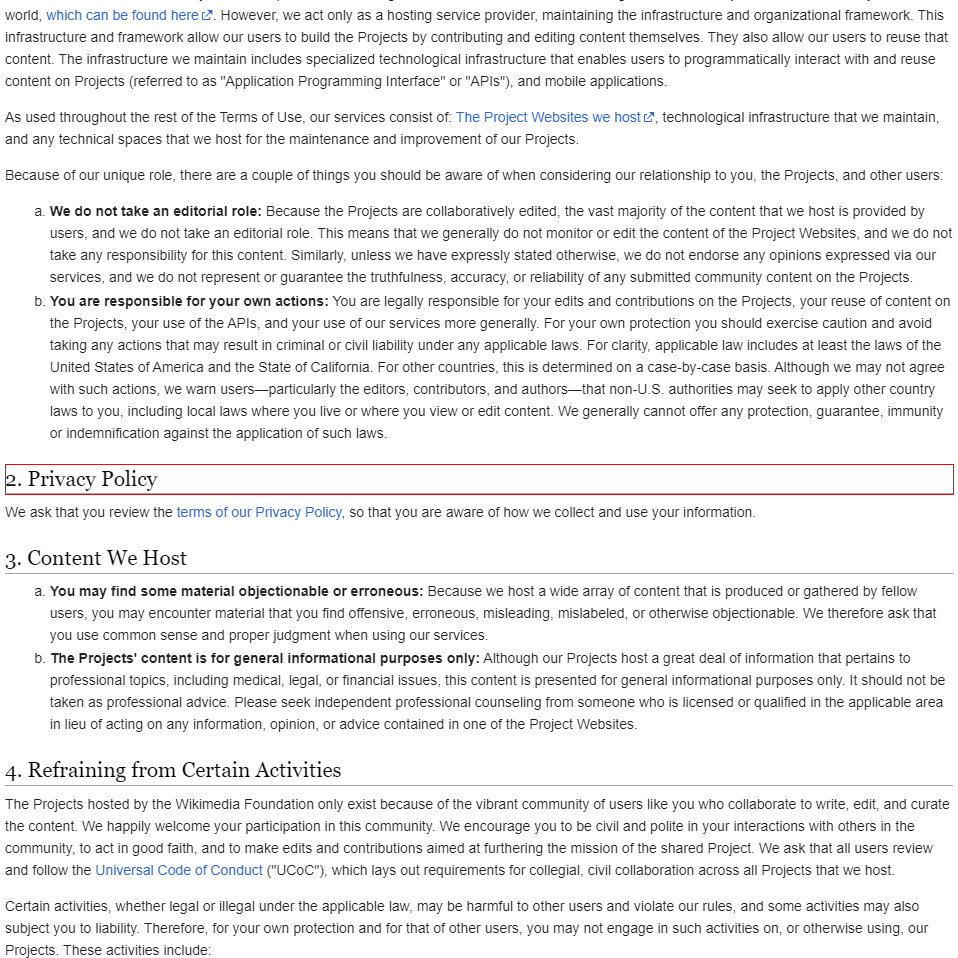 world, which can be found here. However, we act only as a hosting service provider, maintaining the infrastructure and organizational framework. This
infrastructure and framework allow our users to build the Projects by contributing and editing content themselves. They also allow our users to reuse that
content. The infrastructure we maintain includes specialized technological infrastructure that enables users to programmatically interact with and reuse
content on Projects (referred to as "Application Programming Interface" or "APIs"), and mobile applications.
As used throughout the rest of the Terms of Use, our services consist of: The Project Websites we host, technological infrastructure that we maintain,
and any technical spaces that we host for the maintenance and improvement of our Projects.
Because of our unique role, there are a couple of things you should be aware of when considering our relationship to you, the Projects, and other users:
a. We do not take an editorial role: Because the Projects are collaboratively edited, the vast majority of the content that we host is provided by
users, and we do not take an editorial role. This means that we generally do not monitor or edit the content of the Project Websites, and we do not
take any responsibility for this content. Similarly, unless we have expressly stated otherwise, we do not endorse any opinions expressed via our
services, and we do not represent or guarantee the truthfulness, accuracy, or reliability of any submitted community content on the Projects.
b. You are responsible for your own actions: You are legally responsible for your edits and contributions on the Projects, your reuse of content on
the Projects, your use of the APIs, and your use of our services more generally. For your own protection you should exercise caution and avoid
taking any actions that may result in criminal or civil liability under any applicable laws. For clarity, applicable law includes at least the laws of the
United States of America and the State of California. For other countries, this is determined on a case-by-case basis. Although we may not agree
with such actions, we warn users—particularly the editors, contributors, and authors—that non-U.S. authorities may seek to apply other country
laws to you, including local laws where you live or where you view or edit content. We generally cannot offer any protection, guarantee, immunity
or indemnification against the application of such laws.
2. Privacy Policy
We ask that you review the terms of our Privacy Policy, so that you are aware of how we collect and use your information.
3. Content We Host
a. You may find some material objectionable or erroneous: Because we host a wide array of content that is produced or gathered by fellow
users, you may encounter material that you find offensive, erroneous, misleading, mislabeled, or otherwise objectionable. We therefore ask that
you use common sense and proper judgment when using our services.
b. The Projects' content is for general informational purposes only: Although our Projects host a great deal of information that pertains to
professional topics, including medical, legal, or financial issues, this content is presented for general informational purposes only. It should not be
taken as professional advice. Please seek independent professional counseling from someone who is licensed or qualified in the applicable area
in lieu of acting on any information, opinion, or advice contained in one of the Project Websites.
4. Refraining from Certain Activities
The Projects hosted by the Wikimedia Foundation only exist because of the vibrant community of users like you who collaborate to write, edit, and curate
the content. We happily welcome your participation in this community. We encourage you to be civil and polite in your interactions with others in the
community, to act in good faith, and to make edits and contributions aimed at furthering the mission of the shared Project. We ask that all users review
and follow the Universal Code of Conduct ("UCoC"), which lays out requirements for collegial, civil collaboration across all Projects that we host.
Certain activities, whether legal or illegal under the applicable law, may be harmful to other users and violate our rules, and some activities may also
subject you to liability. Therefore, for your own protection and for that of other users, you may not engage in such activities on, or otherwise using, our
Projects. These activities include: